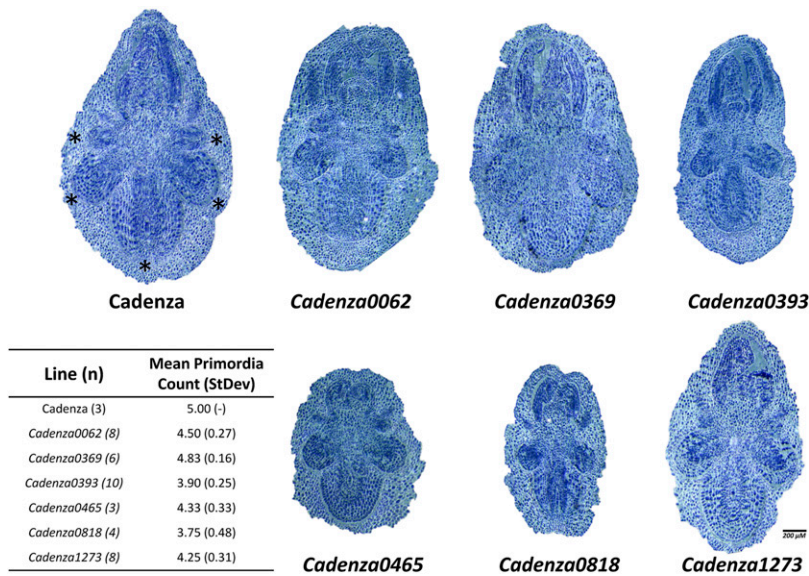 *
*
*
*
*
Cadenza
Cadenza0062
Cadenza0369
Cadenza0393
Line (n) Mean Primordia Count (StDev)
Cadenza (3) 5.00 (-)
Cadenza0062 (8) 4.50 (0.27)
Cadenza0369 (6) 4.83 (0.16)
Cadenza0393 (10) 3.90 (0.25)
Cadenza0465 (3) 4.33 (0.33)
Cadenza0818 (4) 3.75 (0.48)
Cadenza1273 (8) 4.25 (0.31)
Cadenza0465
Cadenza0818
Cadenza1273
200 µM